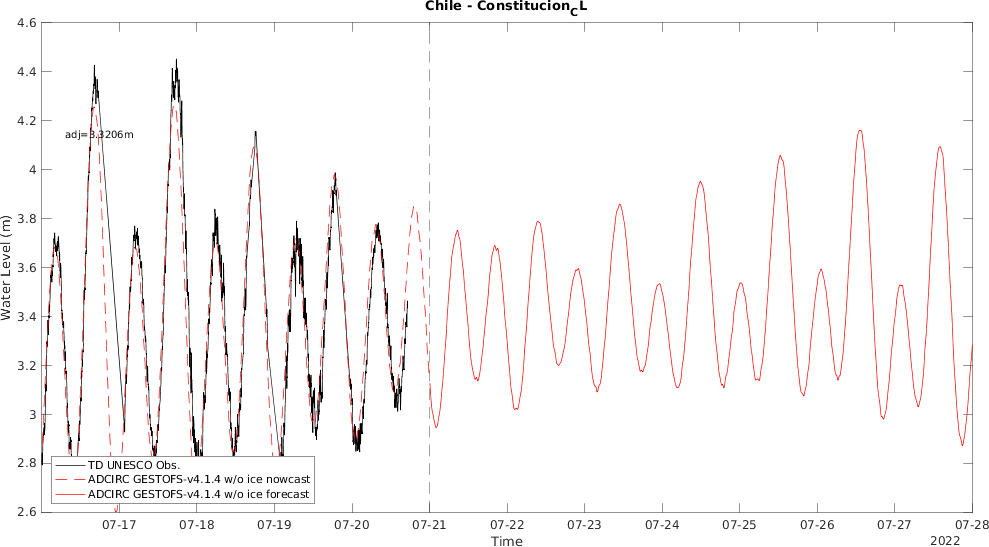 Chile - Constitucion_CL
4.6
4.4
4.2
4
3.8
3.6
3.4
3.2
3
2.8
2.6
Water Level (m)
adj=3.3206m
TD UNESCO Obs.
ADCIRC GESTOFS-v4.1.4 w/o ice nowcast
ADCIRC GESTOFS-v4.1.4 w/o ice forecast
07-17 07-18 07-19 07-20 07-21 07-22 07-23 07-24 07-25 07-26 07-27 07-28
Time
2022